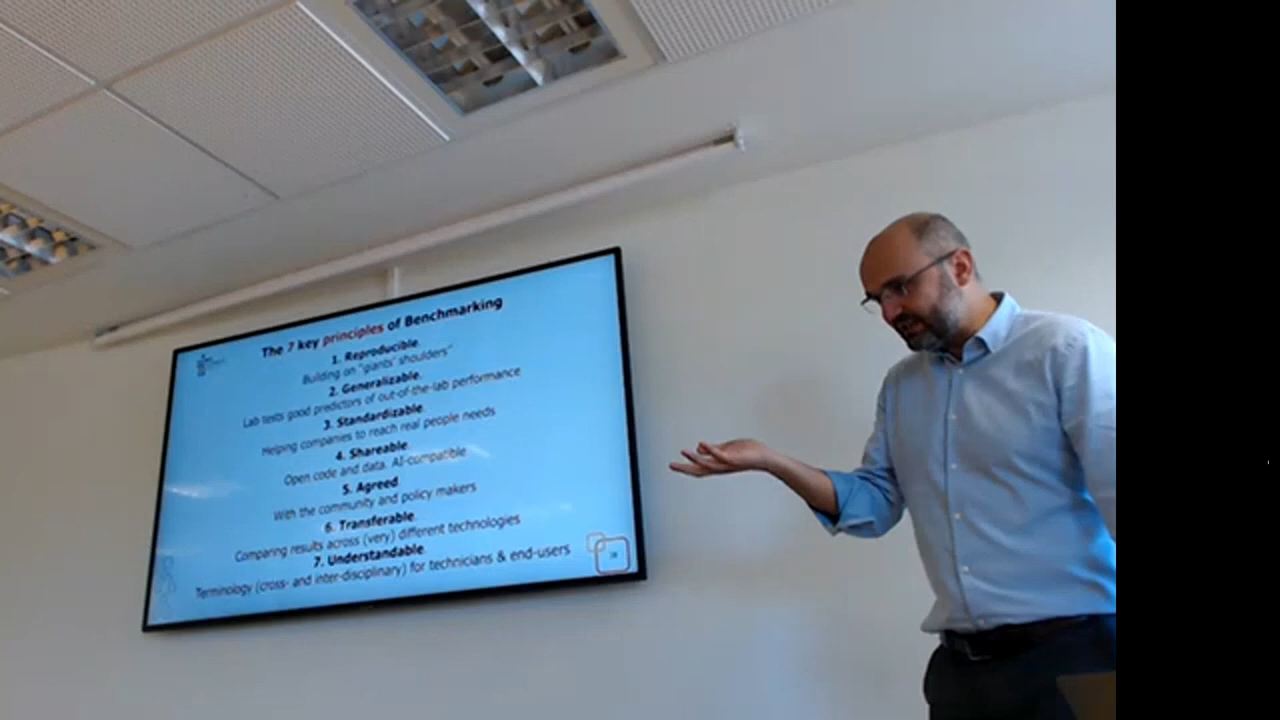 The 7 key principles of Benchmarking
1. Reproducible.
Building on "giants' shoulders"
2. Generalizable.
Lab tests good predictors of out-of-the-lab performance
3. Standardizable.
Helping companies to reach real people needs
4. Shareable.
Open code and data. AI-compatible
5. Agreed.
With the community and policy makers
6. Transferable.
Comparing results across (very) different technologies
7. Understandable.
Terminology (cross- and inter-disciplinary) for technicians & end-users